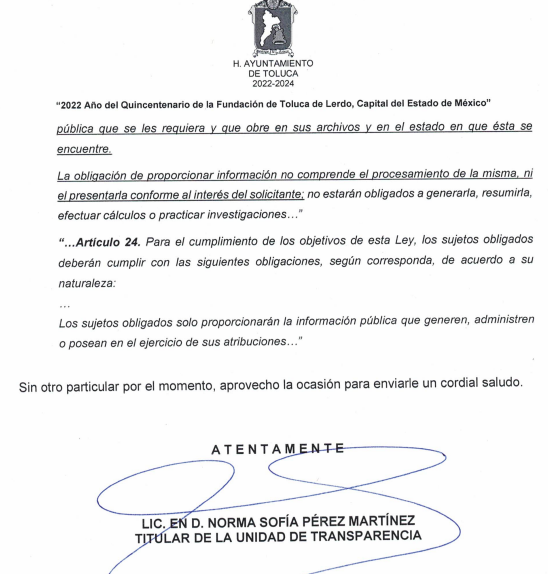 H. AYUNTAMIENTO
DE TOLUCA
2022-2024
"2022 Año del Quincentenario de la Fundación de Toluca de Lerdo, Capital del Estado de México"
pública que se les requiera y que obre en sus archivos y en el estado en que ésta se
encuentre.
La obligación de proporcionar información no comprende el procesamiento de la misma, ni
el presentarla conforme al interés del solicitante; no estarán obligados a generarla, resumirla,
efectuar cálculos o practicar investigaciones…"
"…Artículo 24. Para el cumplimiento de los objetivos de esta Ley, los sujetos obligados
deberán cumplir con las siguientes obligaciones, según corresponda, de acuerdo a su
naturaleza:
…
Los sujetos obligados solo proporcionarán la información pública que generen, administren
o posean en el ejercicio de sus atribuciones…"
Sin otro particular por el momento, aprovecho la ocasión para enviarle un cordial saludo.
A T E N T A M E N T E
LIC. EN D. NORMA SOFÍA PÉREZ MARTÍNEZ
TITULAR DE LA UNIDAD DE TRANSPARENCIA